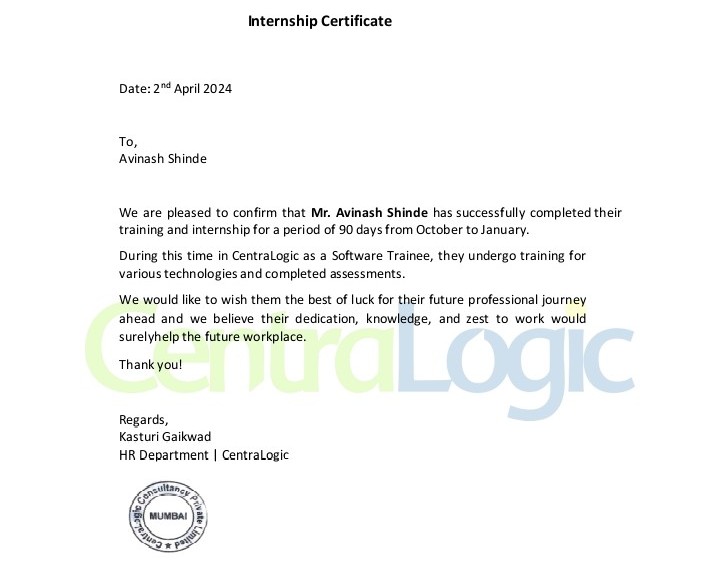 Internship Certificate
Date: 2nd April 2024
To,
Avinash Shinde
We are pleased to confirm that Mr. Avinash Shinde has successfully completed their
training and internship for a period of 90 days from October to January.
During this time in CentraLogic as a Software Trainee, they undergo training for
various technologies and completed assessments.
We would like to wish them the best of luck for their future professional journey
ahead and we believe their dedication, knowledge, and zest to work would
surelyhelp the future workplace.
Thank you!
CentraLogic
Regards,
Kasturi Gaikwad
HR Department | CentraLogic
CentraLogic Consultancy Private Limited
MUMBAI